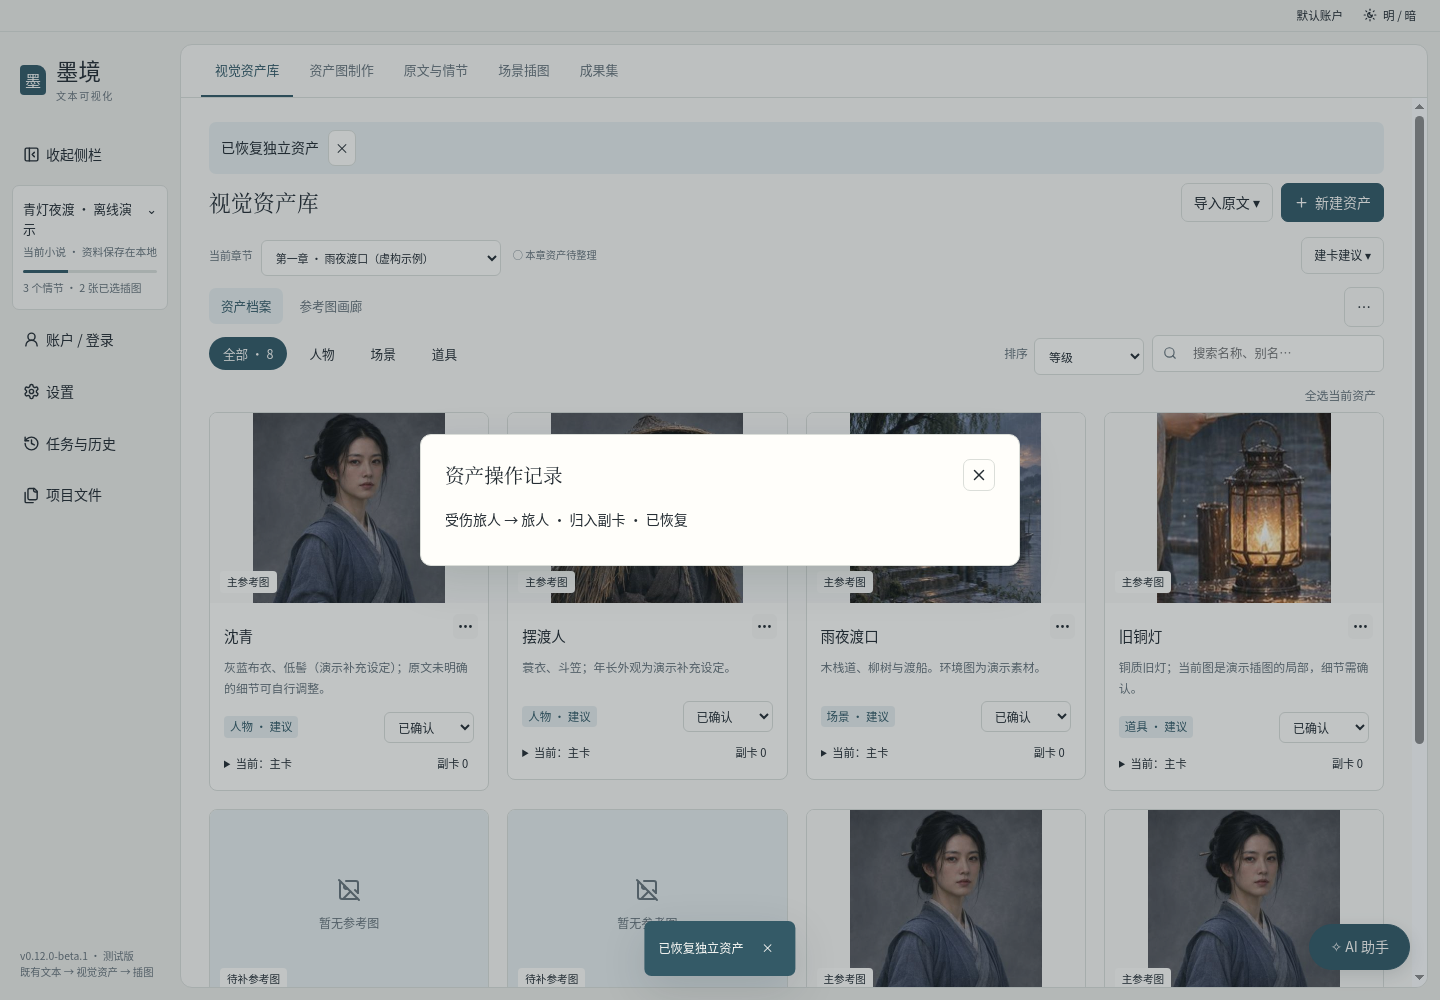 默认账户
明 / 暗
墨
墨境
文本可视化
收起侧栏
青灯夜渡 · 离线演示
当前小说 · 资料保存在本地
3 个情节 · 2 张已选插图
账户 / 登录
设置
任务与历史
项目文件
v0.12.0-beta.1 · 测试版
既有文本 → 视觉资产 → 插图
视觉资产库
资产图制作
原文与情节
场景插图
成果集
已恢复独立资产
视觉资产库
导入原文 ▾
＋ 新建资产
当前章节
第一章 · 雨夜渡口（虚构示例）
〇 本章资产待整理
建卡建议 ▾
资产档案
参考图画廊
⋯
全部 · 8
人物
场景
道具
排序
等级
搜索名称、别名⋯
全选当前资产
资产操作记录
受伤旅人 → 旅人 · 归入副卡 · 已恢复
主参考图
主参考图
主参考图
主参考图
沈青
灰蓝布衣、低髻（演示补充设定）；原文未明确
的细节可自行调整。
人物 · 建议
已确认
当前：主卡
副卡 0
摆渡人
蓑衣、斗笠；年长外观为演示补充设定。
人物 · 建议
已确认
当前：主卡
副卡 0
雨夜渡口
木栈道、柳树与渡船。环境图为演示素材。
场景 · 建议
已确认
当前：主卡
副卡 0
旧铜灯
铜质旧灯；当前图是演示插图的局部，细节需确
认。
道具 · 建议
已确认
当前：主卡
副卡 0
暂无参考图
暂无参考图
待补参考图
待补参考图
主参考图
主参考图
已恢复独立资产
✧ AI 助手